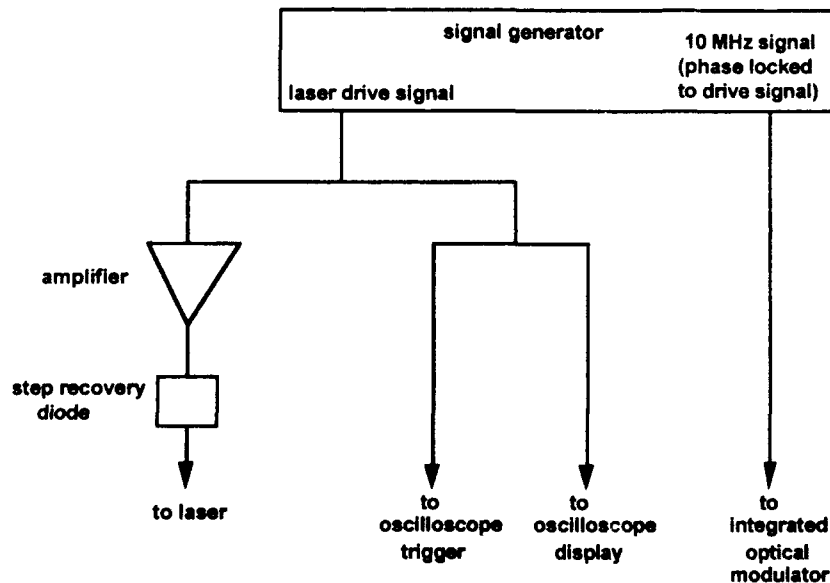 signal generator
10 MHz signal
(phase locked
to drive signal)
laser drive signal
amplifier
step recovery
diode
to laser
to
oscilloscope
trigger
to
oscilloscope
display
to
integrated
optical
modulator